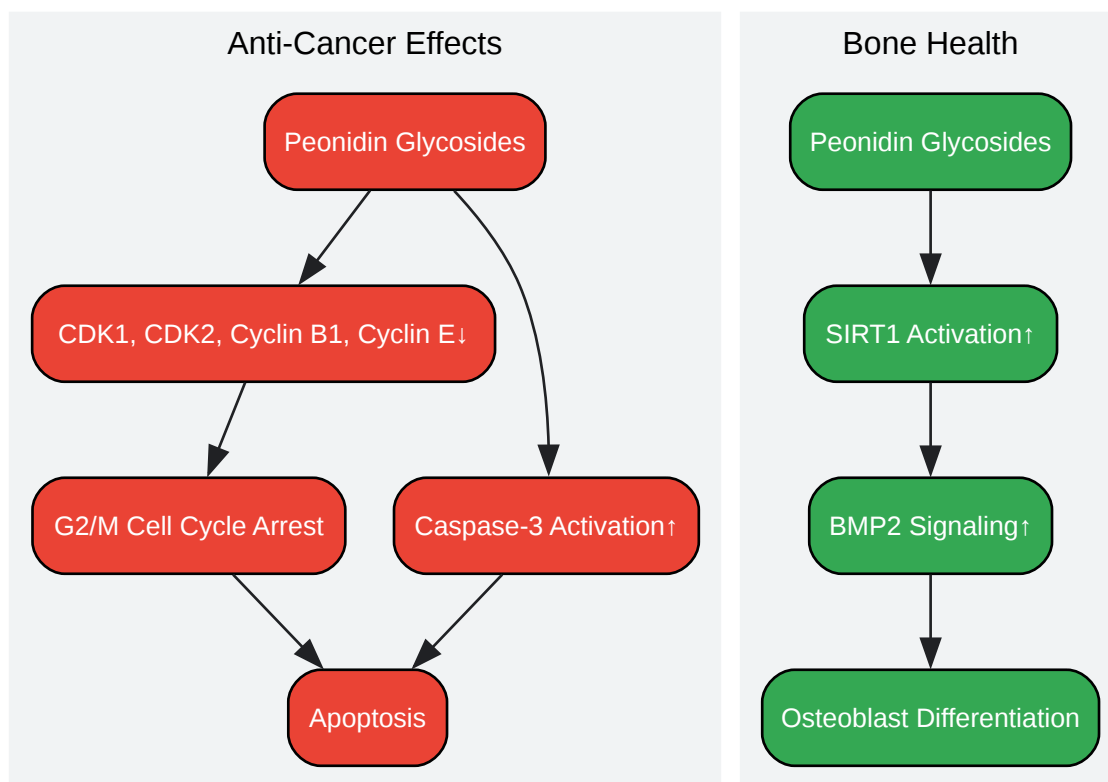 Anti-Cancer Effects
Peonidin Glycosides
CDK1, CDK2, Cyclin B1, Cyclin E↓
G2/M Cell Cycle Arrest
Caspase-3 Activation↑
Apoptosis
Bone Health
Peonidin Glycosides
SIRT1 Activation↑
BMP2 Signaling↑
Osteoblast Differentiation